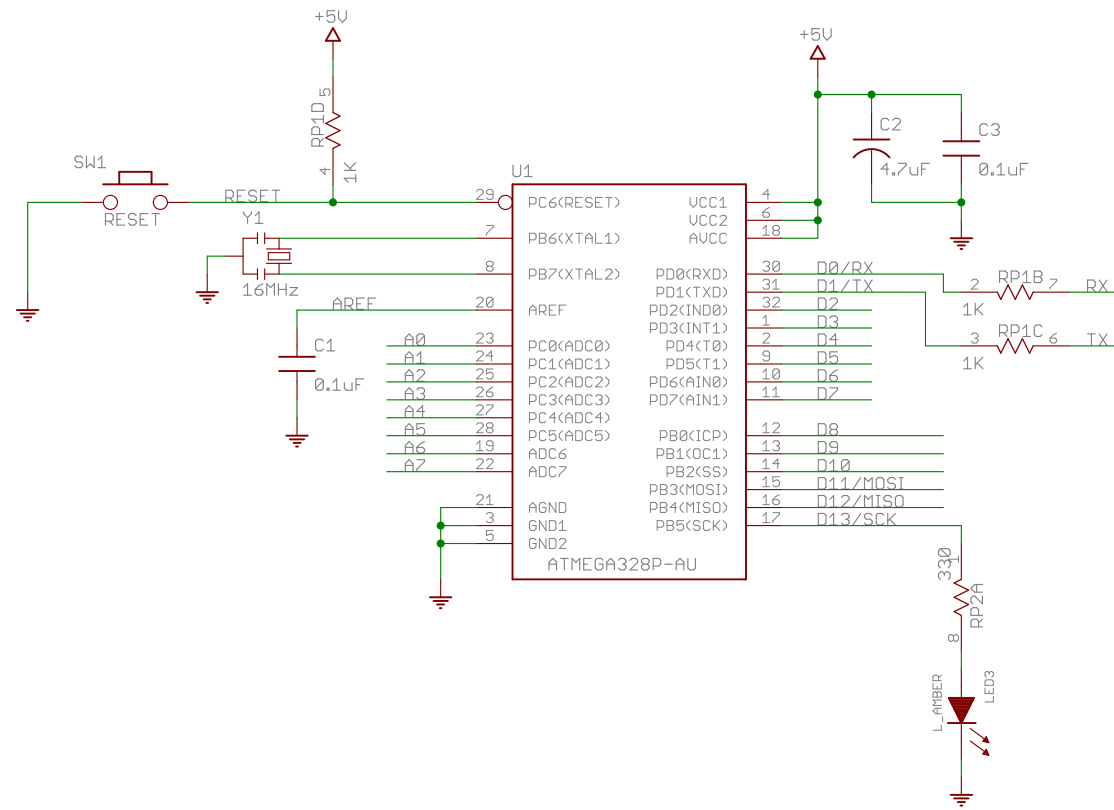 +5V
5
RP1D
4
1K
SW1
RESET
RESET
Y1
16MHz
AREF
C1
0.1uF
A0
A1
A2
A3
A4
A5
A6
A7
U1
29 PC6(RESET)
7 PB6(XTAL1)
8 PB7(XTAL2)
20 AREF
23 PC0(ADC0)
24 PC1(ADC1)
25 PC2(ADC2)
26 PC3(ADC3)
27 PC4(ADC4)
28 PC5(ADC5)
19 ADC6
22 ADC7
21 AGND
3 GND1
5 GND2
ATMEGA328P-AU
VCC1 4
VCC2 6
AVCC 18
PD0(RXD) 30 D0/RX
PD1(TXD) 31 D1/TX
PD2(IND0) 32 D2
PD3(INT1) 1 D3
PD4(T0) 2 D4
PD5(T1) 9 D5
PD6(AIN0) 10 D6
PD7(AIN1) 11 D7
PB0(ICP) 12 D8
PB1(OC1) 13 D9
PB2(SS) 14 D10
PB3(MOSI) 15 D11/MOSI
PB4(MISO) 16 D12/MISO
PB5(SCK) 17 D13/SCK
+5V
C2
4.7uF
C3
0.1uF
2 RP1B 7 RX
1K
3 RP1C 6 TX
1K
330
1
RP2A
8
L_AMBER
LED3